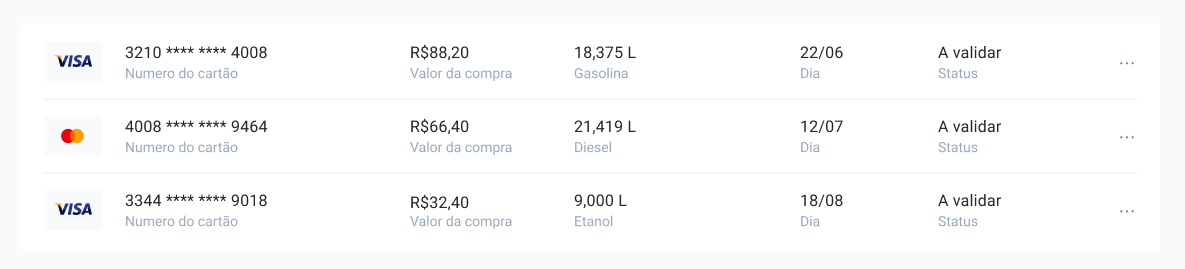 VISA 3210 **** **** 4008 R$88,20 18,375 L 22/06 A validar
Numero do cartão Valor da compra Gasolina Dia Status
4008 **** **** 9464 R$66,40 21,419 L 12/07 A validar
Numero do cartão Valor da compra Diesel Dia Status
VISA 3344 **** **** 9018 R$32,40 9,000 L 18/08 A validar
Numero do cartão Valor da compra Etanol Dia Status